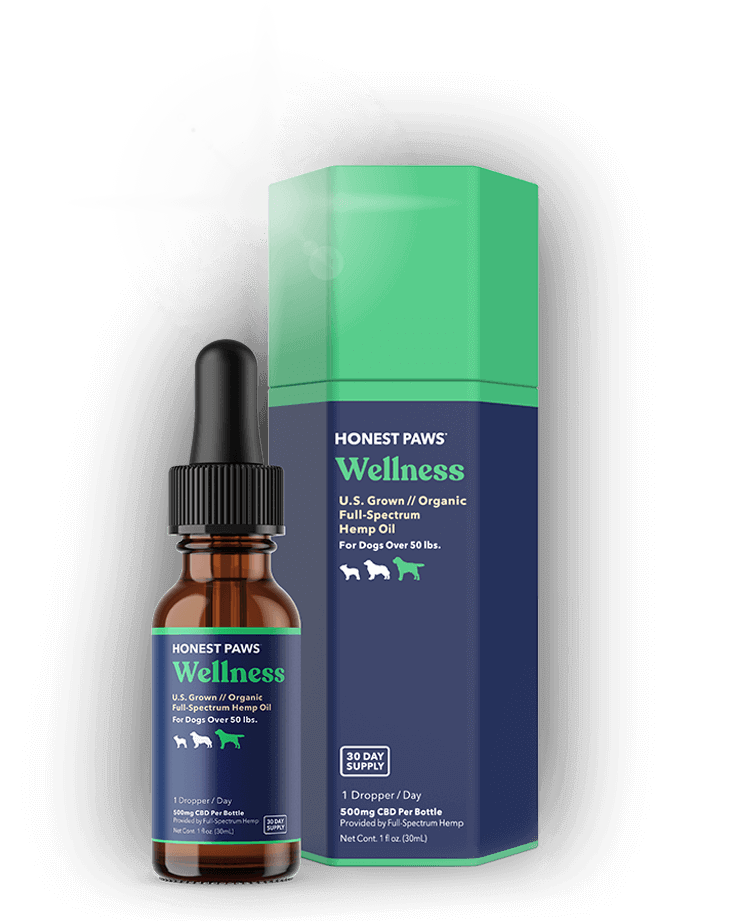 HONEST PAWS
Wellness
U.S. Grown // Organic
Full-Spectrum
Hemp Oil
For Dogs Over 50 lbs.
30 DAY
SUPPLY
1 Dropper / Day
500mg CBD Per Bottle
Provided by Full-Spectrum Hemp
Net Cont. 1 fl oz. (30mL)
HONEST PAWS
Wellness
U.S. Grown // Organic
Full-Spectrum Hemp Oil
For Dogs Over 50 lbs.
1 Dropper / Day
500mg CBD Per Bottle
Provided by Full-Spectrum Hemp
Net Cont. 1 fl oz. (30mL)
30 DAY
SUPPLY